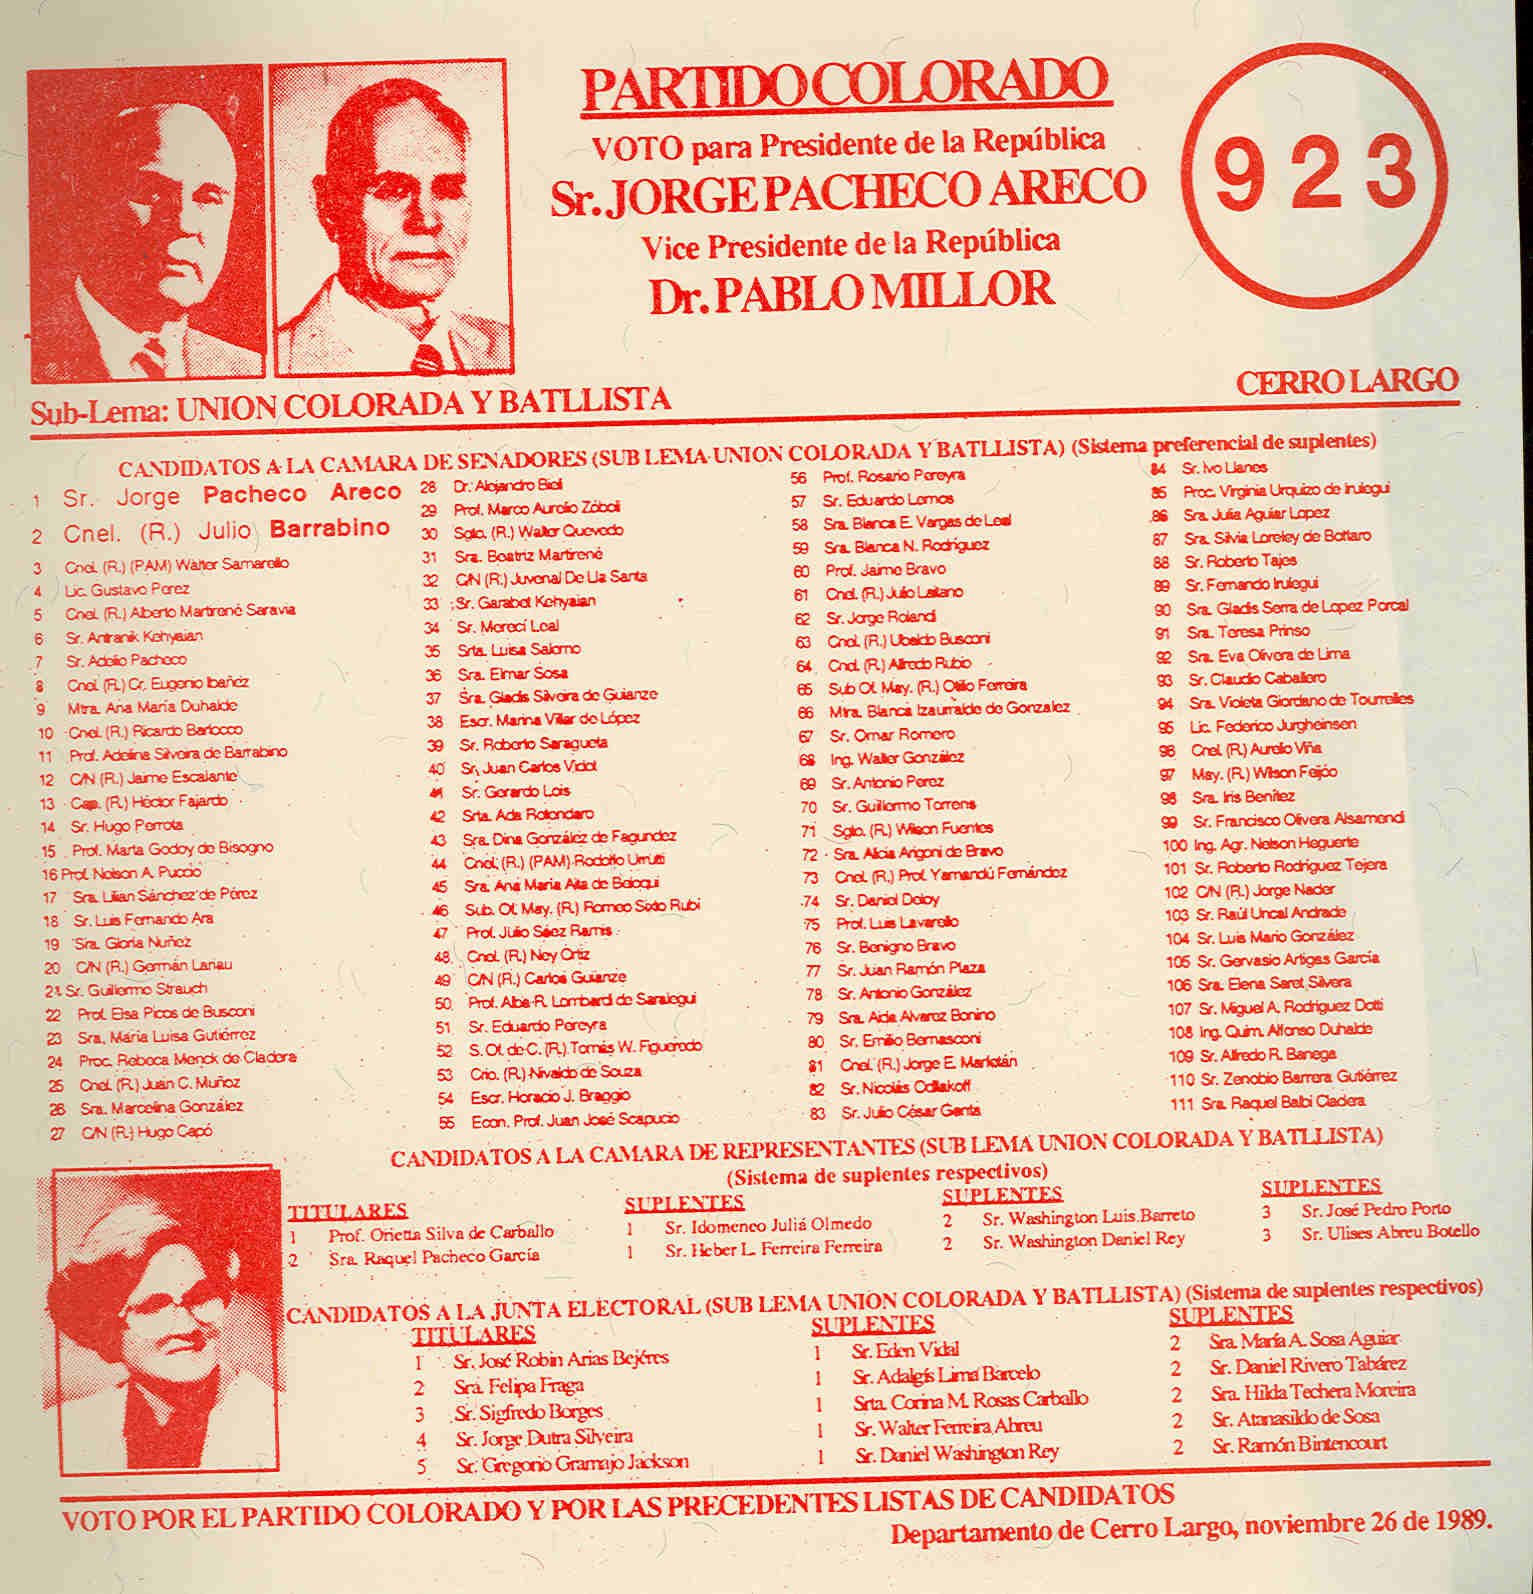 PARTIDO COLORADO
VOTO para Presidente de la República
Sr. JORGE PACHECO ARECO
Vice Presidente de la República
Dr. PABLO MILLOR
923
Sub-Lema: UNION COLORADA Y BATLLISTA
CERRO LARGO
CANDIDATOS A LA CAMARA DE SENADORES (SUB LEMA UNION COLORADA Y BATLLISTA) (Sistema preferencial de suplentes)
1 Sr. Jorge Pacheco Areco
2 Cnel. (R.) Julio Barrabino
3 Cnel. (R.) (PAM) Walter Samarello
4 Lic. Gustavo Perez
5 Cnel. (R.) Alberto Martirené Saravia
6 Sr. Antranik Kehyaian
7 Sr. Adelio Pacheco
8 Cnel. (R.) Cr. Eugenio Ibañez
9 Mtra. Ana María Duhalde
10 Cnel. (R.) Ricardo Barlocco
11 Prof. Adelina Silveira de Barrabino
12 C/N (R.) Jaime Escalante
13 Cap. (R.) Héctor Fajardo
14 Sr. Hugo Perrota
15 Prof. Marta Godoy de Bisogno
16 Prof. Nelson A. Puccio
17 Sra. Lilian Sánchez de Pérez
18 Sr. Luis Fernando Ara
19 Sra. Gloria Nuñez
20 C/N (R.) Germán Lariau
21 Sr. Guillermo Strauch
22 Prof. Elsa Picos de Busconi
23 Sra. María Luisa Gutiérrez
24 Proc. Rebeca Menck de Cladera
25 Cnel. (R.) Juan C. Muñoz
26 Sra. Marcelina González
27 C/N (R.) Hugo Capó
28 Dr. Alejandro Bioli
29 Prof. Marco Aurelio Zóboli
30 Sgto. (R.) Walter Quevedo
31 Sra. Beatriz Martirené
32 C/N (R.) Juvenal De Lia Santa
33 Sr. Garabet Kehyaian
34 Sr. Merecí Leal
35 Srta. Luisa Salerno
36 Sra. Elmar Sosa
37 Sra. Gladis Silveira de Guianze
38 Escr. Marina Villar de López
39 Sr. Roberto Saragueta
40 Sr. Juan Carlos Vidot
41 Sr. Gerardo Lois
42 Srta. Ada Rotondaro
43 Sra. Dina González de Fagundez
44 Cnel. (R.) (PAM) Rodolfo Urrutti
45 Sra. Ana María Aita de Beloqui
46 Sub. Of. May. (R.) Romeo Sixto Rubí
47 Prof. Julio Sáez Ramis
48 Cnel. (R.) Ney Ortiz
49 C/N (R.) Carlos Guianze
50 Prof. Alba R. Lombardi de Saralegui
51 Sr. Eduardo Pereyra
52 S. Of. de C. (R.) Tomás W. Figueredo
53 Crio. (R.) Nivaldo de Souza
54 Escr. Horacio J. Braggio
55 Econ. Prof. Juan José Scapucio
56 Prof. Rosario Pereyra
57 Sr. Eduardo Lemos
58 Sra. Blanca E. Vargas de Leal
59 Sra. Blanca N. Rodríguez
60 Prof. Jaime Bravo
61 Cnel. (R.) Julio Laitano
62 Sr. Jorge Rolandi
63 Cnel. (R.) Ubaldo Busconi
64 Cnel. (R.) Alfredo Rubio
65 Sub Of. May. (R.) Otilio Ferreira
66 Mtra. Blanca Izaurralde de Gonzalez
67 Sr. Omar Romero
68 Ing. Walter González
69 Sr. Antonio Perez
70 Sr. Guillermo Torrens
71 Sgto. (R.) Wilson Fuentes
72 Sra. Alicia Arigoni de Bravo
73 Cnel. (R.) Prof. Yamandú Fernández
74 Sr. Daniel Deloy
75 Prof. Luis Lavarello
76 Sr. Benigno Bravo
77 Sr. Juan Ramón Plaza
78 Sr. Antonio González
79 Sra. Aida Alvarez Bonino
80 Sr. Emilio Bernasconi
81 Cnel. (R.) Jorge E. Markián
82 Sr. Nicolás Collakoff
83 Sr. Julio César Genta
84 Sr. Ivo Llanes
85 Proc. Virginia Urquizo de Irulegui
86 Sra. Julia Aguiar Lopez
87 Sra. Silvia Loreley de Bottaro
88 Sr. Roberto Tajes
89 Sr. Fernando Irulegui
90 Sra. Gladis Serra de Lopez Porcal
91 Sra. Teresa Prinso
92 Sra. Eva Olivera de Lima
93 Sr. Claudio Caballero
94 Sra. Violeta Giordano de Tourrelles
95 Lic. Federico Jurgheinsen
96 Cnel. (R.) Aurelio Viña
97 May. (R.) Wilson Feijóo
98 Sra. Iris Benítez
99 Sr. Francisco Olivera Alsamendi
100 Ing. Agr. Nelson Heguerte
101 Sr. Roberto Rodríguez Tejera
102 C/N (R.) Jorge Nader
103 Sr. Raúl Uncal Andrade
104 Sr. Luis Mario González
105 Sr. Gervasio Artigas García
106 Sra. Elena Saret Silvera
107 Sr. Miguel A. Rodríguez Dotti
108 Ing. Quím. Alfonso Duhalde
109 Sr. Alfredo R. Banega
110 Sr. Zenobio Barrera Gutiérrez
111 Sra. Raquel Balbi Cladera
CANDIDATOS A LA CAMARA DE REPRESENTANTES (SUB LEMA UNION COLORADA Y BATLLISTA)
(Sistema de suplentes respectivos)
TITULARES SUPLENTES SUPLENTES SUPLENTES
1 Prof. Orietta Silva de Carballo 1 Sr. Idomeneo Juliá Olmedo 2 Sr. Washington Luis Barreto 3 Sr. José Pedro Porto
2 Sra. Raquel Pacheco García 1 Sr. Heber L. Ferreira Ferreira 2 Sr. Washington Daniel Rey 3 Sr. Ulises Abreu Botello
CANDIDATOS A LA JUNTA ELECTORAL (SUB LEMA UNION COLORADA Y BATLLISTA) (Sistema de suplentes respectivos)
TITULARES SUPLENTES SUPLENTES
1 Sr. José Robin Arias Bejéres 1 Sr. Eden Vidal 2 Sra. María A. Sosa Aguiar
2 Sra. Felipa Fraga 1 Sr. Adalgís Lima Barcelo 2 Sr. Daniel Rivero Tabárez
3 Sr. Sigfredo Borges 1 Srta. Corina M. Rosas Carballo 2 Sra. Hilda Techera Moreira
4 Sr. Jorge Dutra Silveira 1 Sr. Walter Ferreira Abreu 2 Sr. Atanasildo de Sosa
5 Sr. Gregorio Gramajo Jackson 1 Sr. Daniel Washington Rey 2 Sr. Ramón Bintencourt
VOTO POR EL PARTIDO COLORADO Y POR LAS PRECEDENTES LISTAS DE CANDIDATOS
Departamento de Cerro Largo, noviembre 26 de 1989.